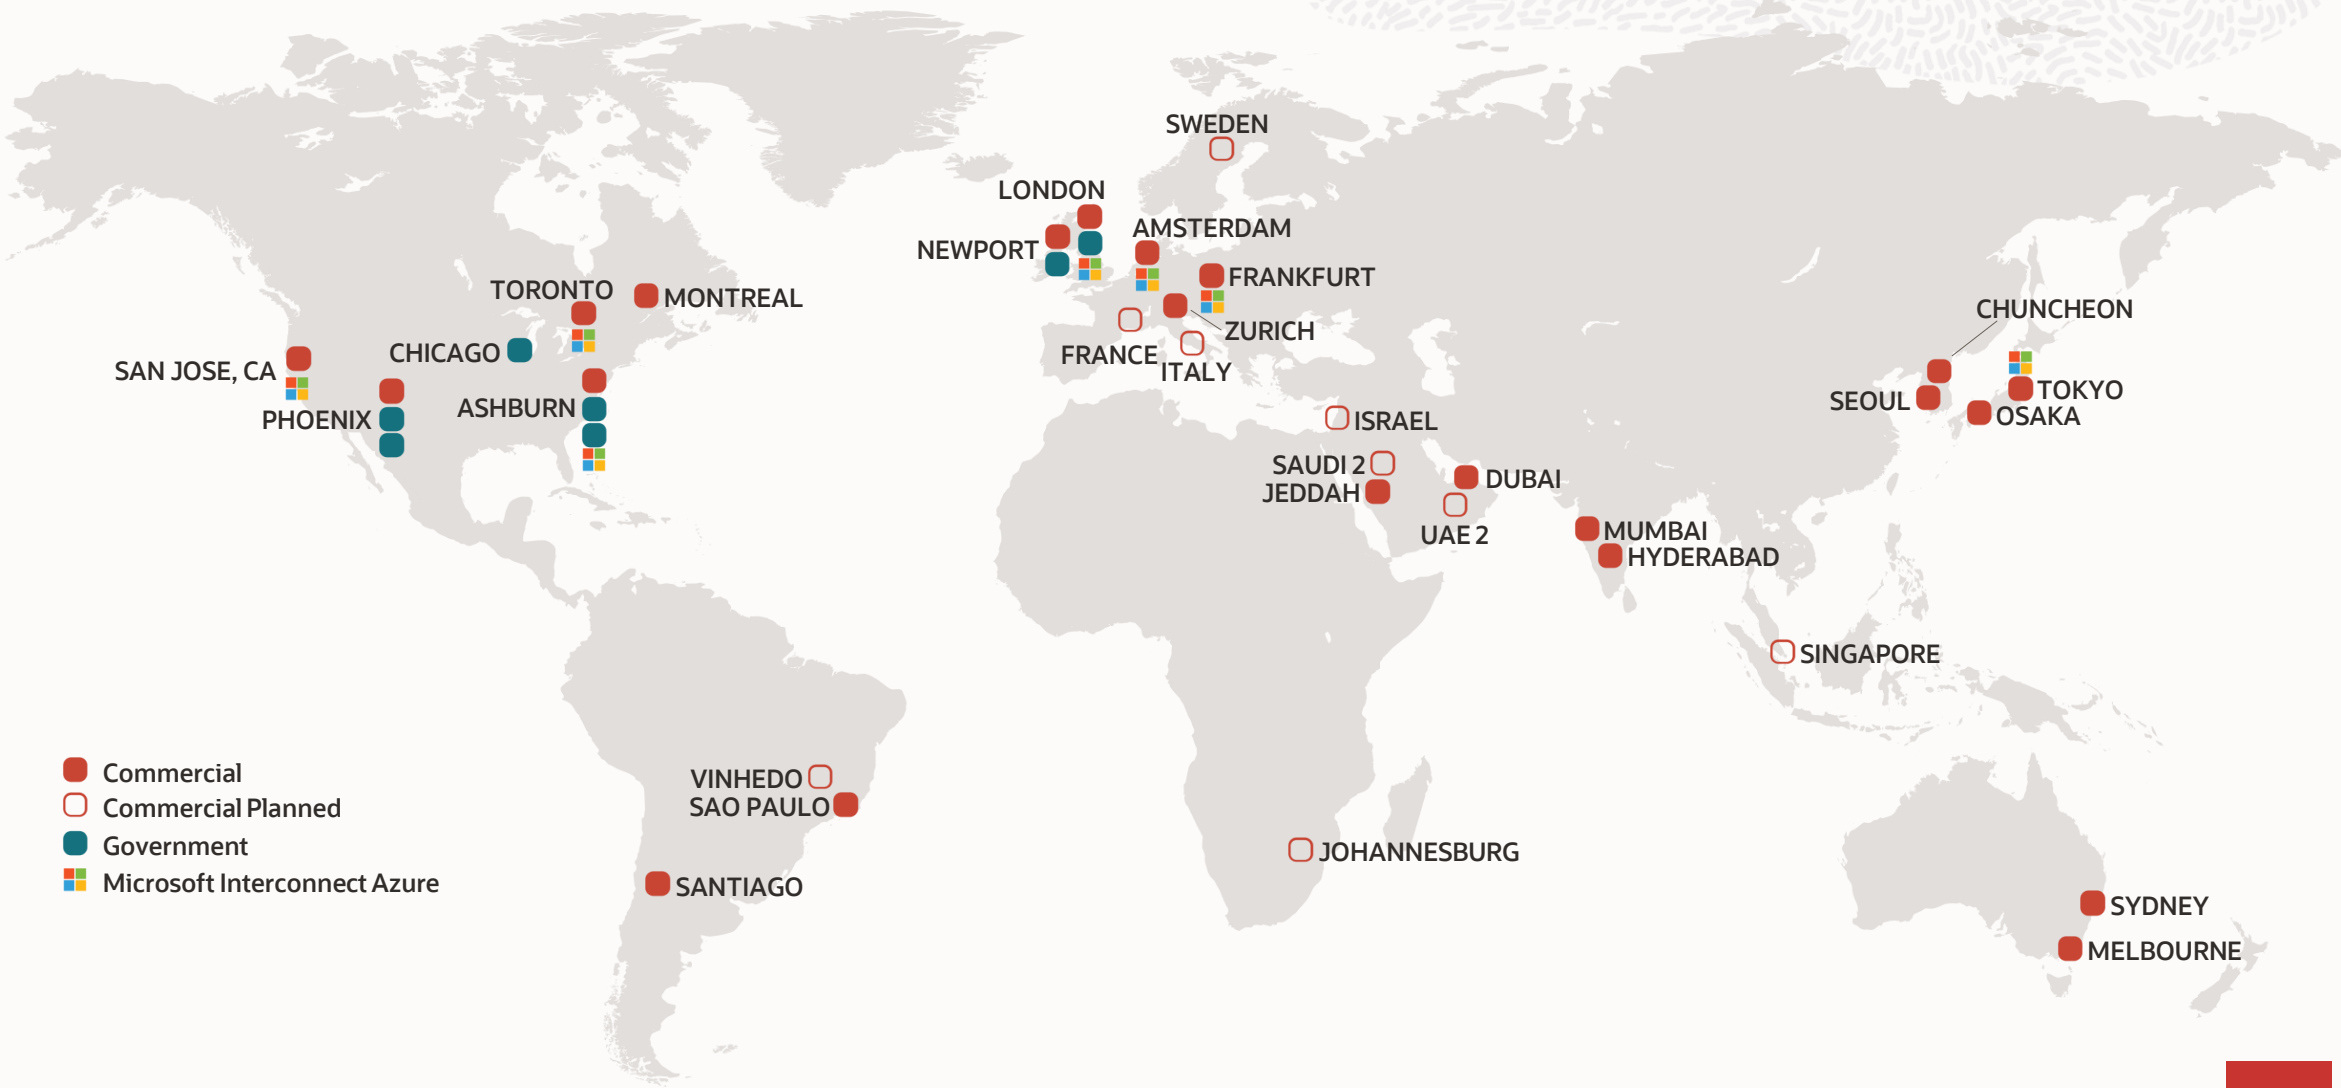 SWEDEN
LONDON
AMSTERDAM
NEWPORT
FRANKFURT
TORONTO
MONTREAL
CHUNCHEON
ZURICH
CHICAGO
FRANCE
SAN JOSE, CA
ITALY
TOKYO
SEOUL
ASHBURN
OSAKA
PHOENIX
ISRAEL
SAUDI 2
DUBAI
JEDDAH
UAE 2
MUMBAI
HYDERABAD
SINGAPORE
Commercial
VINHEDO
Commercial Planned
SAO PAULO
Government
JOHANNESBURG
Microsoft Interconnect Azure
SANTIAGO
SYDNEY
MELBOURNE